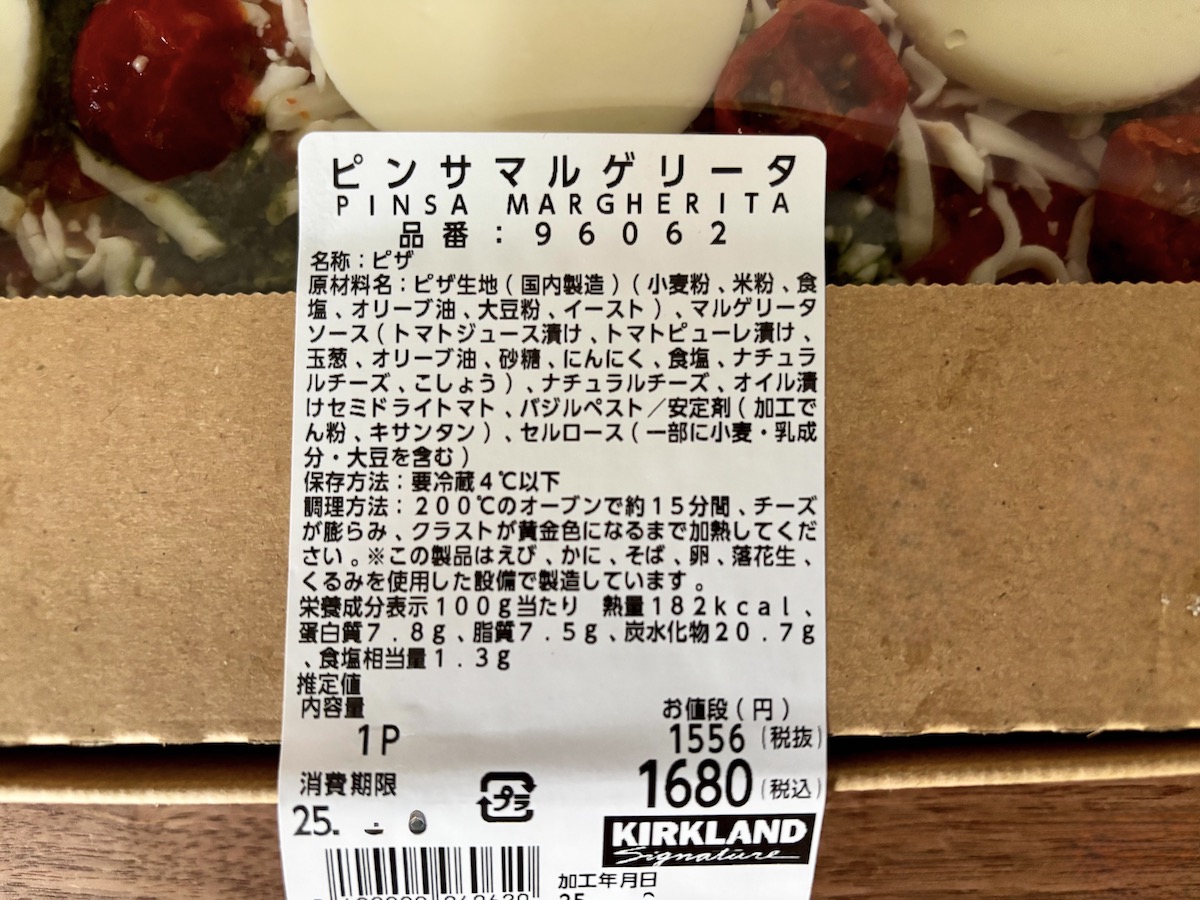 ピンサマルゲリータ
PINSA MARGHERITA
品番：96062
名称：ピザ
原材料名：ピザ生地（国内製造）（小麦粉、米粉、食
塩、オリーブ油、大豆粉、イースト）、マルゲリータ
ソース（トマトジュース漬け、トマトピューレ漬け、
玉葱、オリーブ油、砂糖、にんにく、食塩、ナチュラ
ルチーズ、こしょう）、ナチュラルチーズ、オイル漬
けセミドライトマト、バジルペスト／安定剤（加工で
ん粉、キサンタン）、セルロース（一部に小麦・乳成
分・大豆を含む）
保存方法：要冷蔵４℃以下
調理方法：２００℃のオーブンで約１５分間、チーズ
が膨らみ、クラストが黄金色になるまで加熱してくだ
さい。※この製品はえび、かに、そば、卵、落花生、
くるみを使用した設備で製造しています。
栄養成分表示１００ｇ当たり　熱量１８２ｋｃａｌ、
蛋白質７．８ｇ、脂質７．５ｇ、炭水化物２０．７ｇ
、食塩相当量１．３ｇ
推定値
内容量 お値段（円）
1P 1556（税抜）
消費期限 プラ 1680（税込）
25.
KIRKLAND
Signature
加工年月日